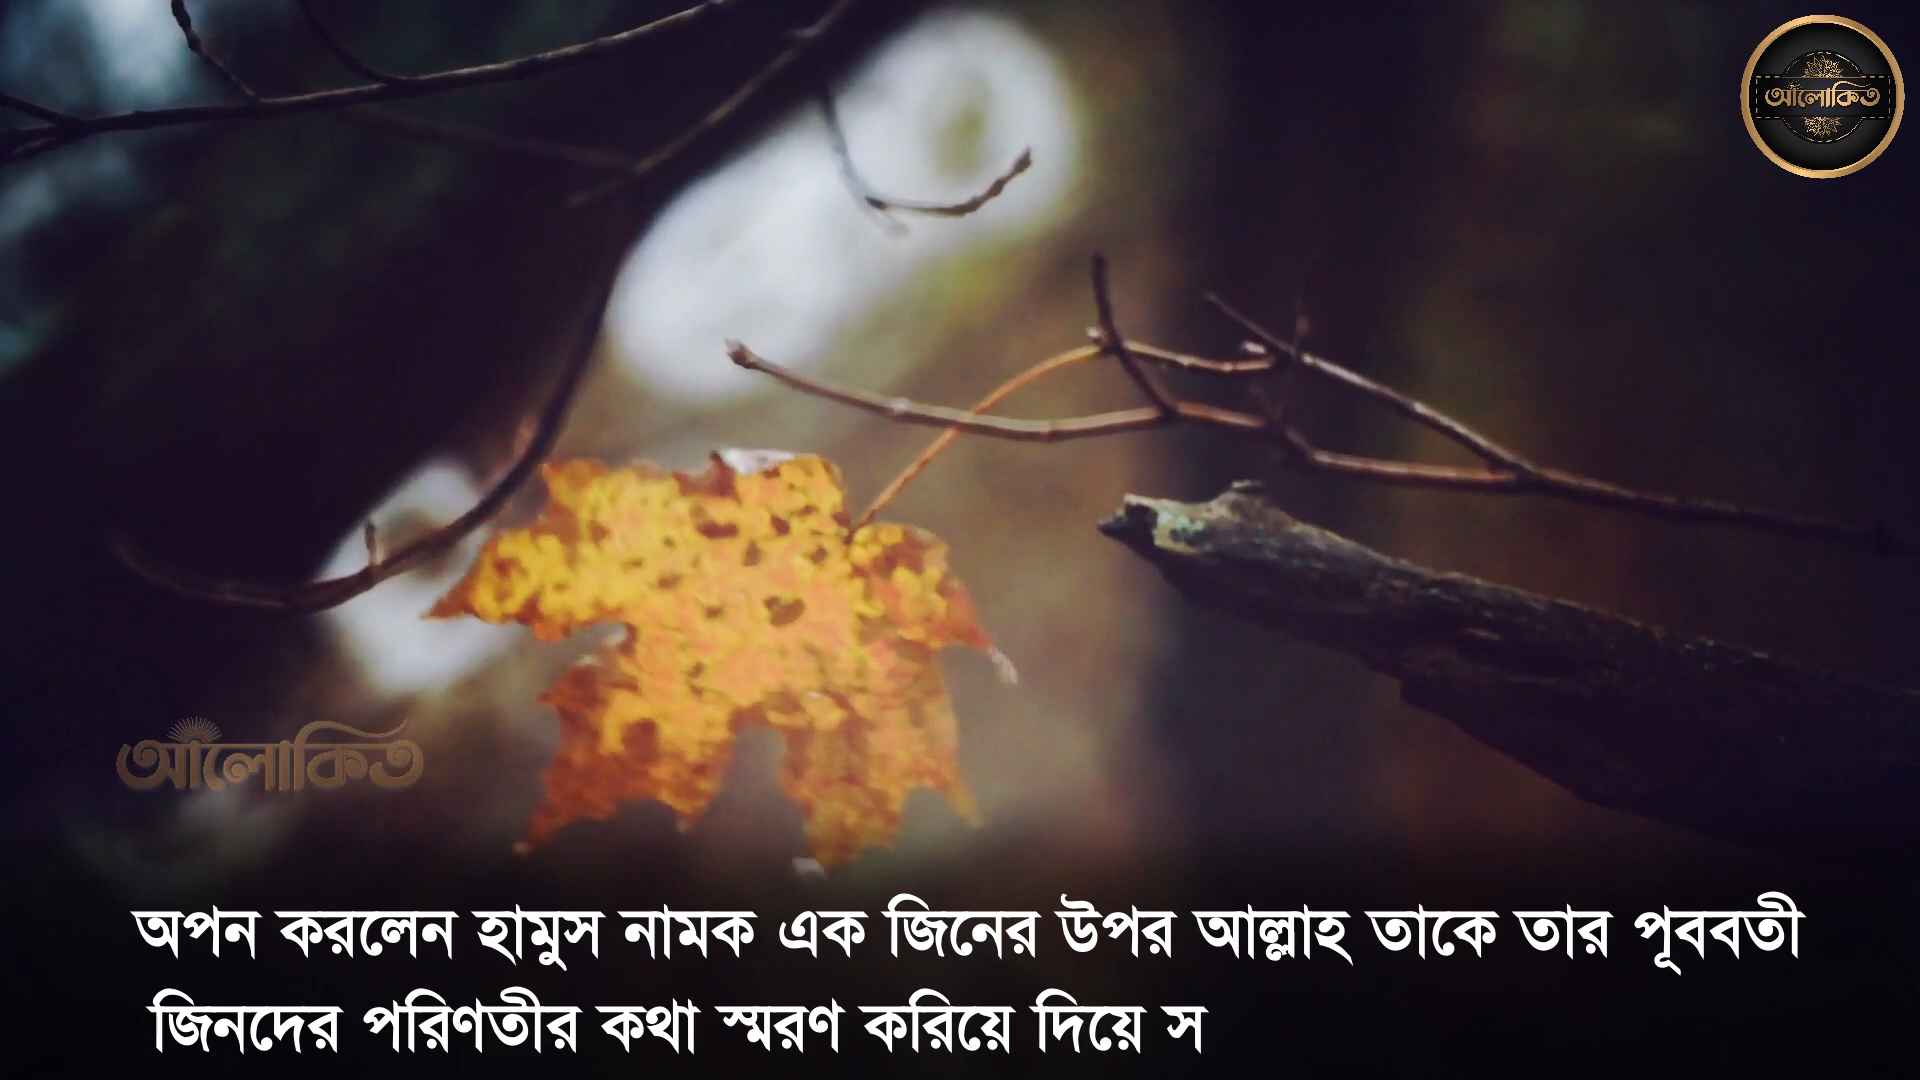 আলোকিত
আলোকিত
অপন করলেন হামুস নামক এক জিনের উপর আল্লাহ তাকে তার পূববতী
জিনদের পরিণতীর কথা স্মরণ করিয়ে দিয়ে স